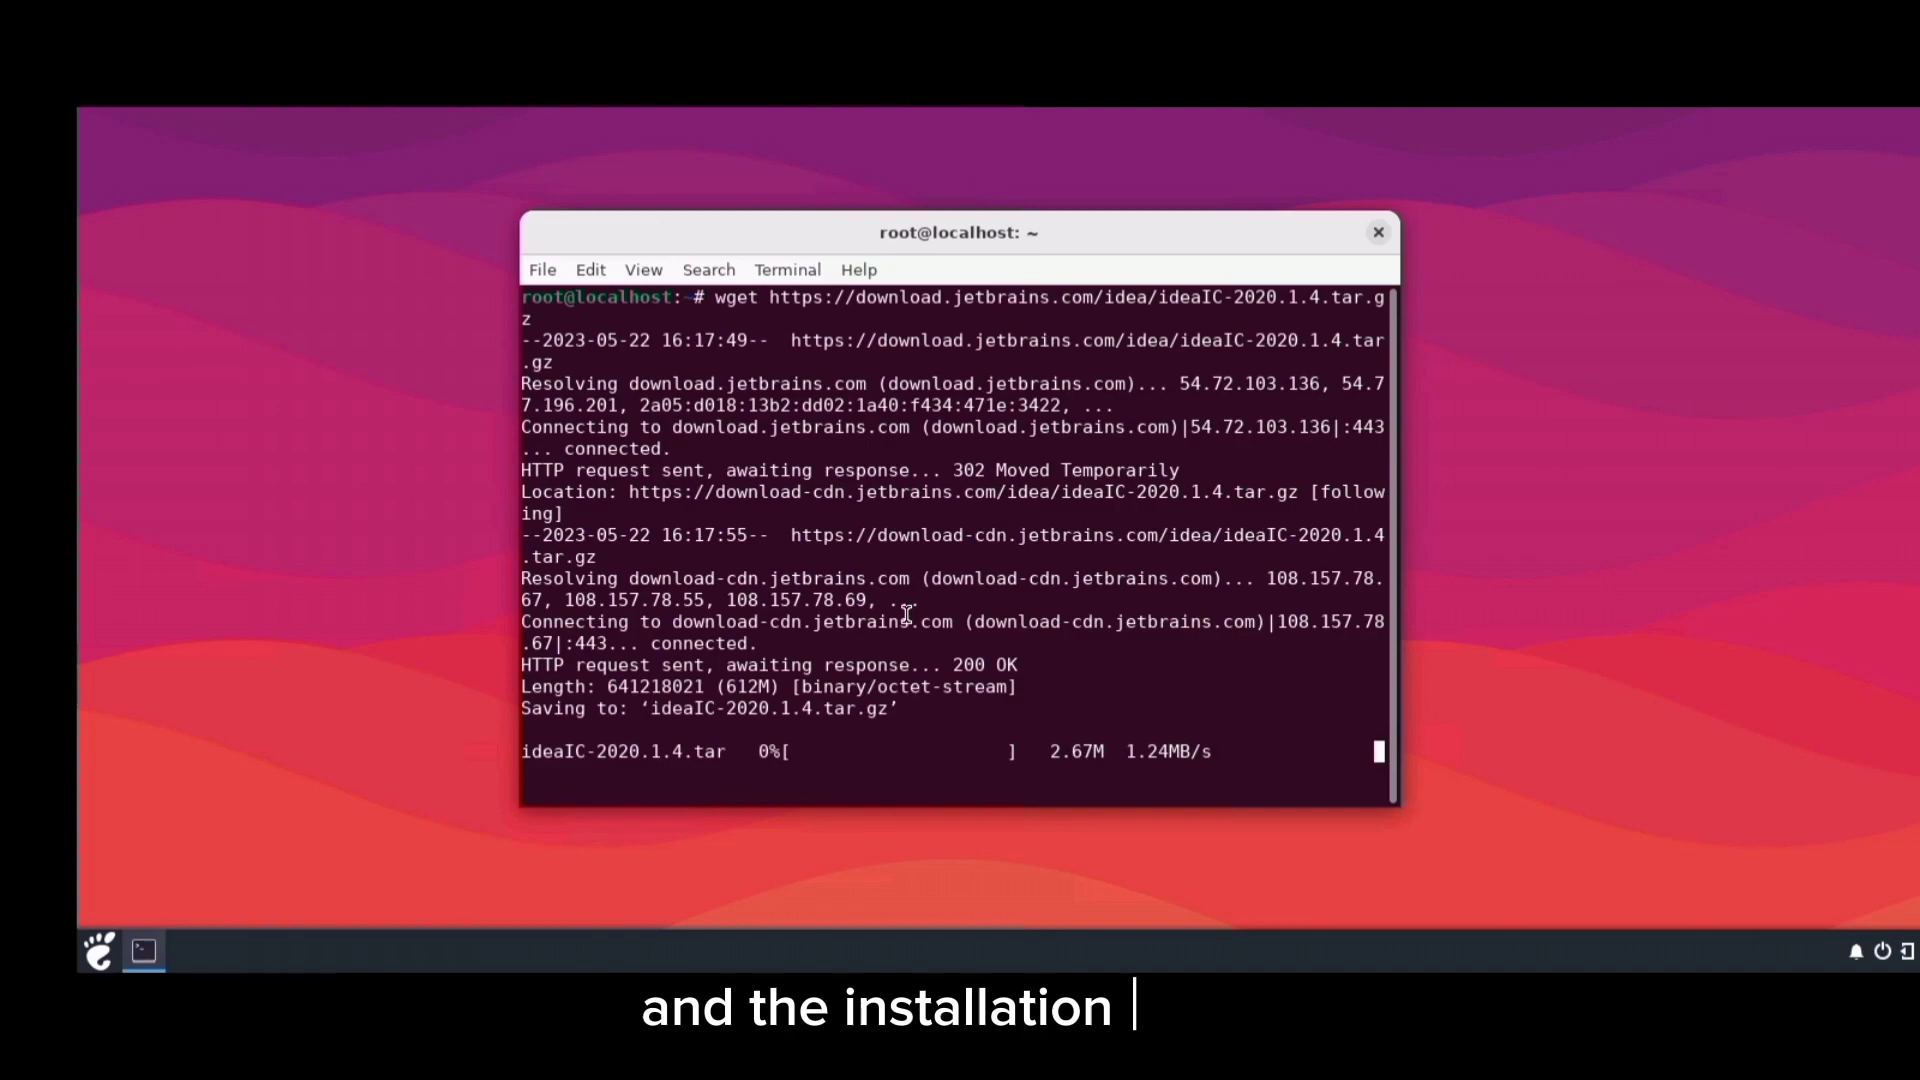 root@localhost: ~
File Edit View Search Terminal Help
root@localhost:~# wget https://download.jetbrains.com/idea/ideaIC-2020.1.4.tar.g
z
--2023-05-22 16:17:49-- https://download.jetbrains.com/idea/ideaIC-2020.1.4.tar
.gz
Resolving download.jetbrains.com (download.jetbrains.com)... 54.72.103.136, 54.7
7.196.201, 2a05:d018:13b2:dd02:1a40:f434:471e:3422, ...
Connecting to download.jetbrains.com (download.jetbrains.com)|54.72.103.136|:443
... connected.
HTTP request sent, awaiting response... 302 Moved Temporarily
Location: https://download-cdn.jetbrains.com/idea/ideaIC-2020.1.4.tar.gz [follow
ing]
--2023-05-22 16:17:55-- https://download-cdn.jetbrains.com/idea/ideaIC-2020.1.4
.tar.gz
Resolving download-cdn.jetbrains.com (download-cdn.jetbrains.com)... 108.157.78.
67, 108.157.78.55, 108.157.78.69, ...
Connecting to download-cdn.jetbrains.com (download-cdn.jetbrains.com)|108.157.78
.67|:443... connected.
HTTP request sent, awaiting response... 200 OK
Length: 641218021 (612M) [binary/octet-stream]
Saving to: ‘ideaIC-2020.1.4.tar.gz’
ideaIC-2020.1.4.tar 0%[ ] 2.67M 1.24MB/s
and the installation